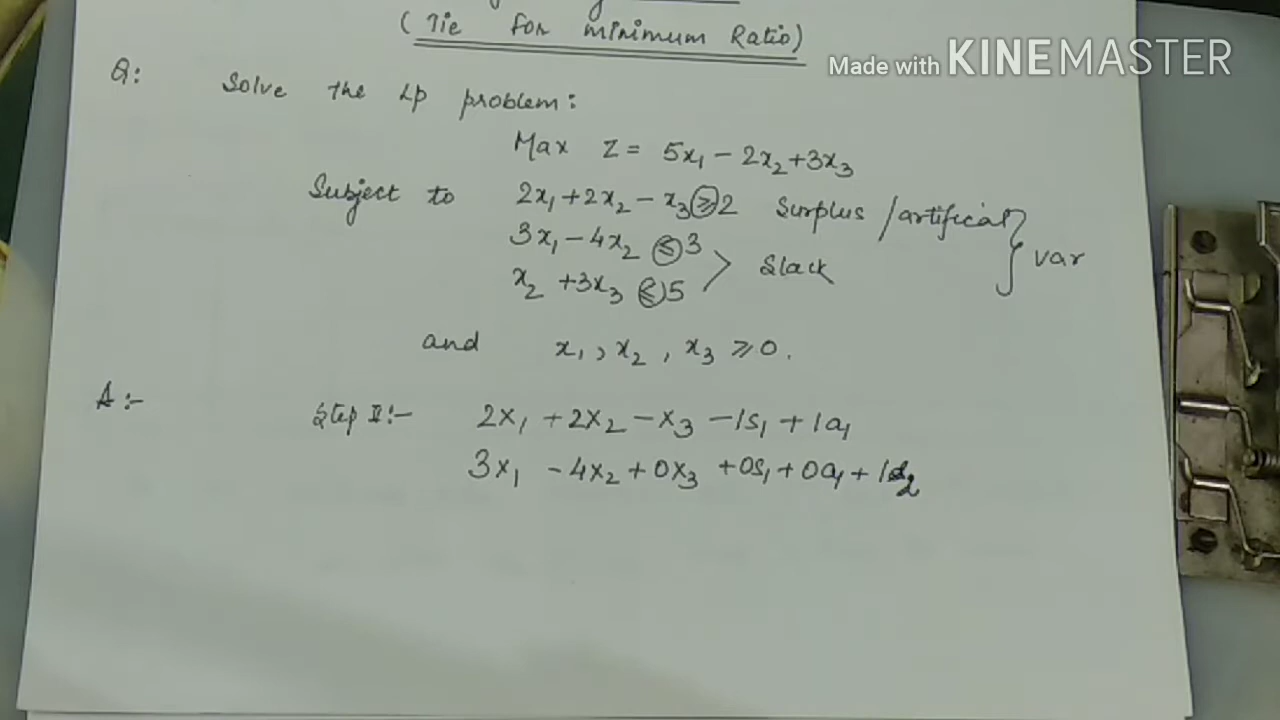 (Tie for minimum Ratio)
Made with KINEMASTER
Q: Solve the LP problem:
Max Z = 5x₁ - 2x₂ + 3x₃
Subject to 2x₁ + 2x₂ - x₃ ≥ 2 Surplus / artifical } var
3x₁ - 4x₂ ≤ 3 > Slack
x₂ + 3x₃ ≤ 5
and x₁, x₂, x₃ ≥ 0.
A :- Step I :- 2x₁ + 2x₂ - x₃ - 1s₁ + 1a₁
3x₁ - 4x₂ + 0x₃ + 0s₁ + 0a₁ + 1s₂